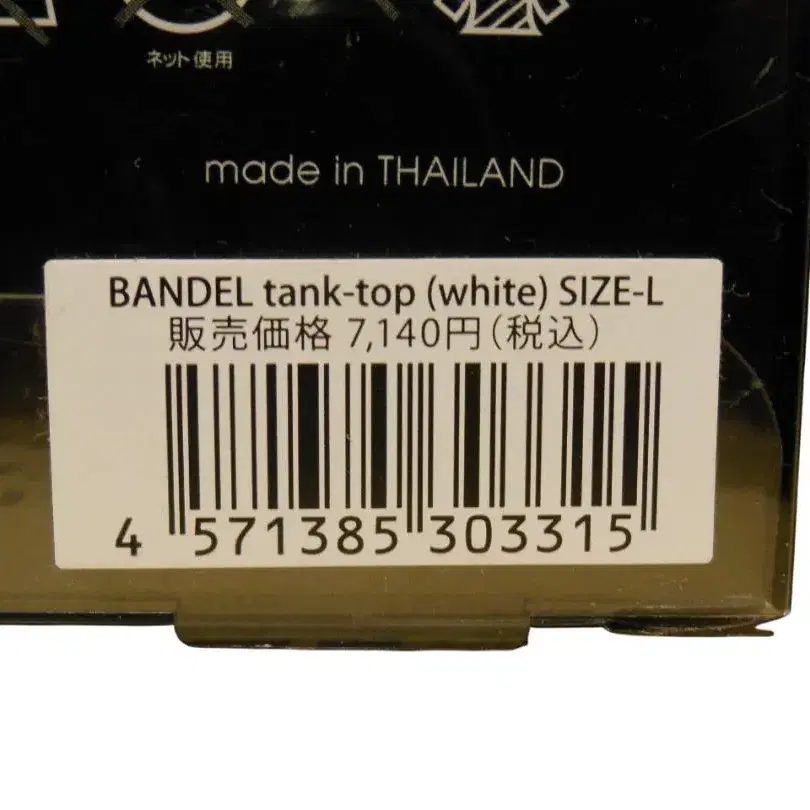 ネット使用
made in THAILAND
BANDEL tank-top (white) SIZE-L
販売価格 7,140円(税込)
4 571385 303315